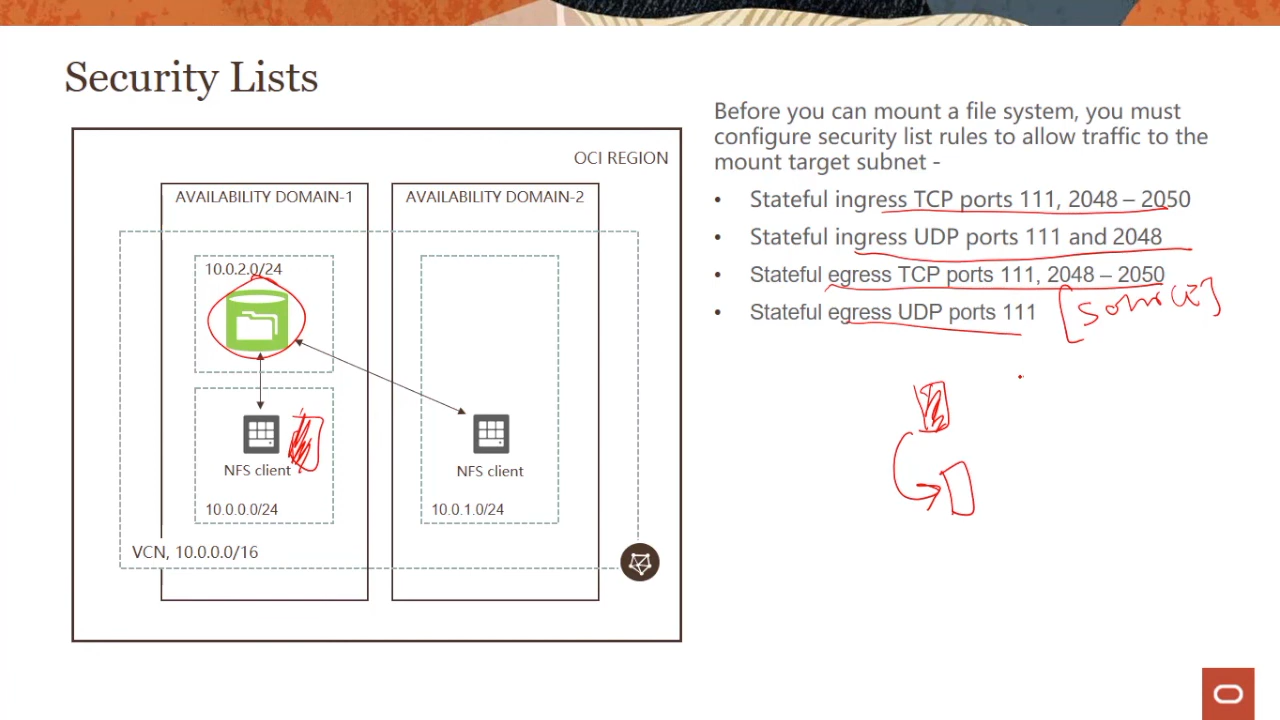 Security Lists
OCI REGION
AVAILABILITY DOMAIN-1
AVAILABILITY DOMAIN-2
10.0.2.0/24
NFS client
NFS client
10.0.0.0/24
10.0.1.0/24
VCN, 10.0.0.0/16
Before you can mount a file system, you must
configure security list rules to allow traffic to the
mount target subnet -
• Stateful ingress TCP ports 111, 2048 – 2050
• Stateful ingress UDP ports 111 and 2048
• Stateful egress TCP ports 111, 2048 – 2050
• Stateful egress UDP ports 111